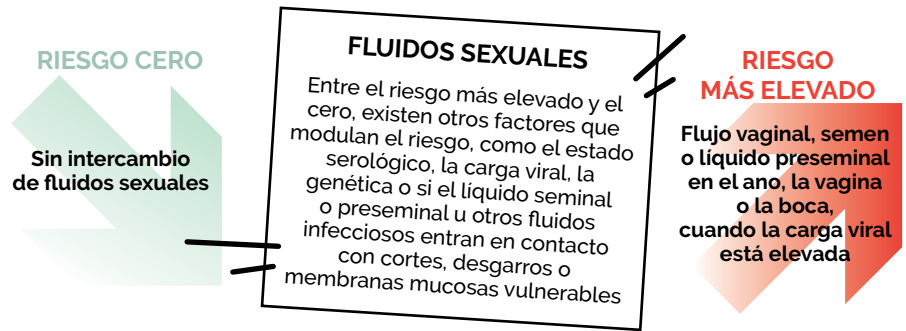 RIESGO CERO
Sin intercambio
de fluidos sexuales
FLUIDOS SEXUALES
Entre el riesgo más elevado y el
cero, existen otros factores que
modulan el riesgo, como el estado
serológico, la carga viral, la
genética o si el líquido seminal
o preseminal u otros fluidos
infecciosos entran en contacto
con cortes, desgarros o
membranas mucosas vulnerables
RIESGO
MÁS ELEVADO
Flujo vaginal, semen
o líquido preseminal
en el ano, la vagina
o la boca,
cuando la carga viral
está elevada